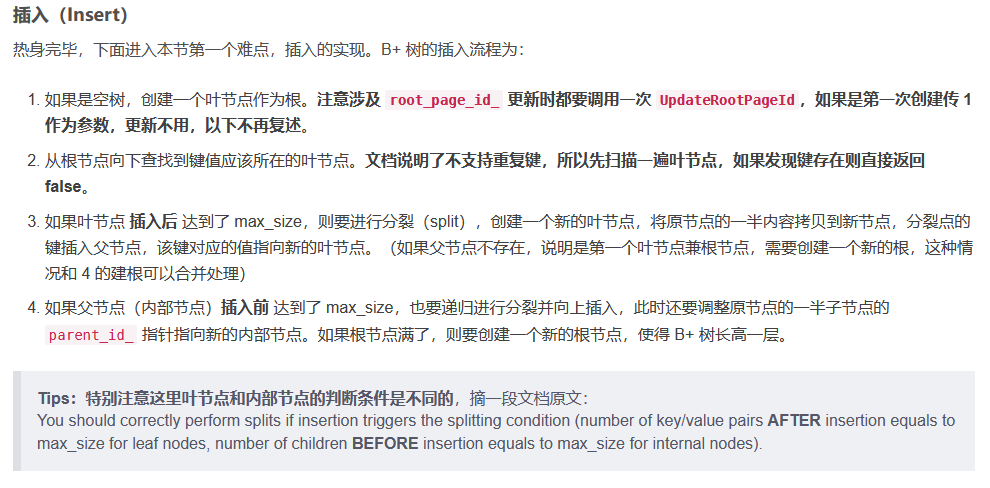 插入（Insert）
热身完毕，下面进入本节第一个难点，插入的实现。B+ 树的插入流程为：
1. 如果是空树，创建一个叶节点作为根。注意涉及 root_page_id_ 更新时都要调用一次 UpdateRootPageId，如果是第一次创建传 1
作为参数，更新不用，以下不再复述。
2. 从根节点向下查找到键值应该所在的叶节点。文档说明了不支持重复键，所以先扫描一遍叶节点，如果发现键存在则直接返回
false。
3. 如果叶节点 插入后 达到了 max_size，则要进行分裂（split），创建一个新的叶节点，将原节点的一半内容拷贝到新节点，分裂点的
键插入父节点，该键对应的值指向新的叶节点。（如果父节点不存在，说明是第一个叶节点兼根节点，需要创建一个新的根，这种情
况和 4 的建根可以合并处理）
4. 如果父节点（内部节点）插入前 达到了 max_size，也要递归进行分裂并向上插入，此时还要调整原节点的一半子节点的
parent_id_ 指针指向新的内部节点。如果根节点满了，则要创建一个新的根节点，使得 B+ 树长高一层。
Tips：特别注意这里叶节点和内部节点的判断条件是不同的，摘一段文档原文：
You should correctly perform splits if insertion triggers the splitting condition (number of key/value pairs AFTER insertion equals to
max_size for leaf nodes, number of children BEFORE insertion equals to max_size for internal nodes).